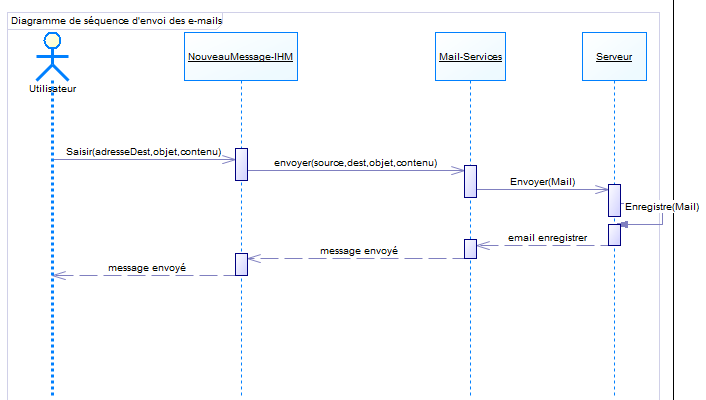 Diagramme de séquence d'envoi des e-mails
NouveauMessage-IHM
Mail-Services
Serveur
Utilisateur
Saisir(adresseDest,objet,contenu)
envoyer(source,dest,objet,contenu)
Envoyer(Mail)
Enregistre(Mail)
email enregistrer
message envoyé
message envoyé